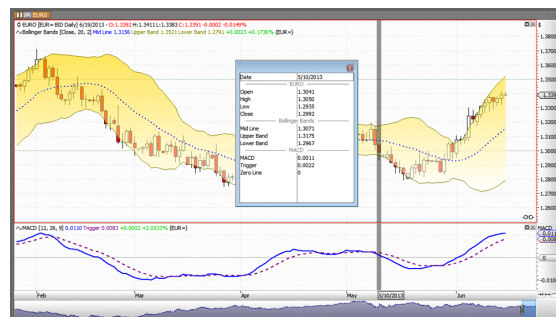 EURO
EURO [EUR= BID Daily] 6/19/2013 - O: 1.3392 H: 1.3411 L: 1.3383 C: 1.3391 -0.0002 -0.0149%
Bollinger Bands [Close, 20, 2] Mid Line 1.3156 Upper Band 1.3521 Lower Band 1.2791 +0.0023 +0.1736% {EUR=}
$
1.3800
1.3700
1.3600
1.3500
1.3400
1.3300
1.3200
1.3100
1.3000
1.2900
1.2800
1.2700
1.2600
Date 5/10/2013
EURO
Open 1.3041
High 1.3050
Low 1.2935
Close 1.2992
Bollinger Bands
Mid Line 1.3071
Upper Band 1.3175
Lower Band 1.2967
MACD
MACD 0.0011
Trigger 0.0022
Zero Line 0
MACD [12, 26, 9] 0.0110 Trigger 0.0083 +0.0002 +2.0533% {EUR=}
MACD
0
Feb Mar Apr May 5/10/2013 Jun